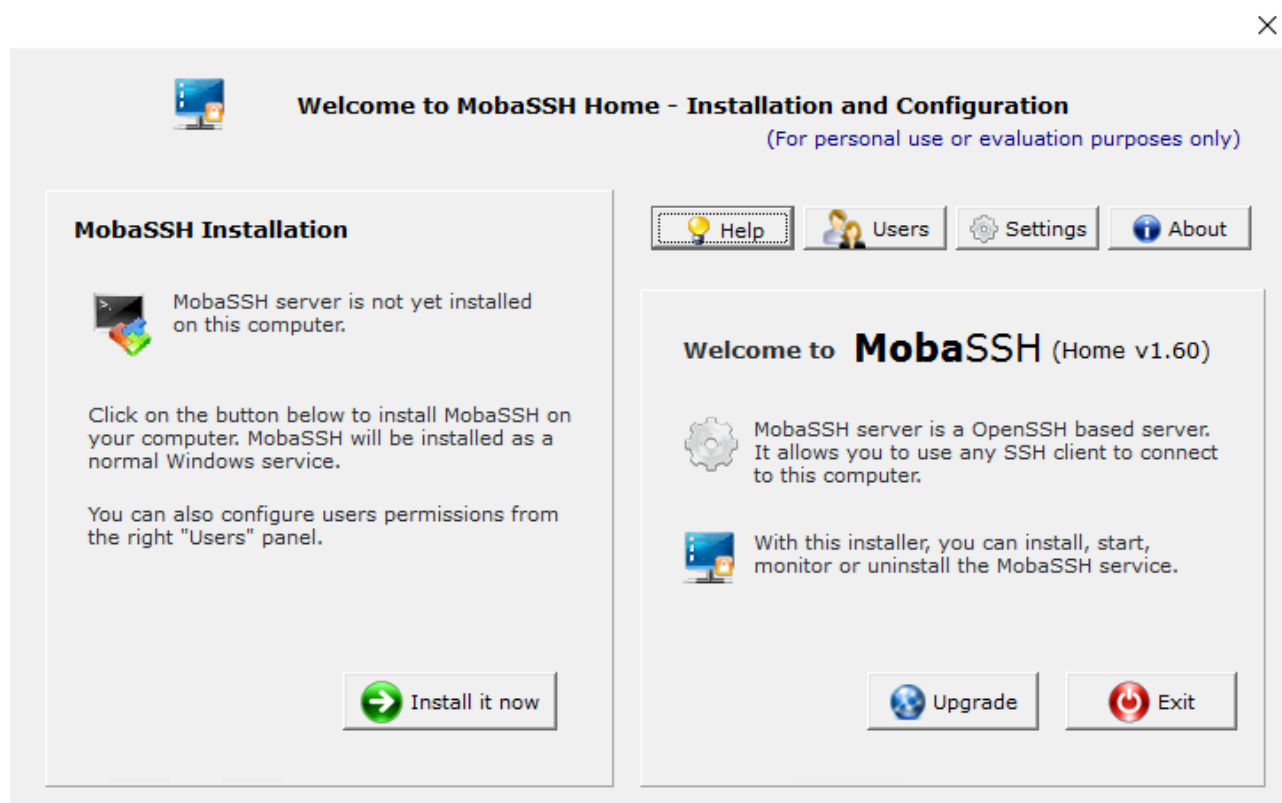 Welcome to MobaSSH Home - Installation and Configuration
(For personal use or evaluation purposes only)
MobaSSH Installation
MobaSSH server is not yet installed
on this computer.
Click on the button below to install MobaSSH on
your computer. MobaSSH will be installed as a
normal Windows service.
You can also configure users permissions from
the right "Users" panel.
Install it now
Help
Users
Settings
About
Welcome to MobaSSH (Home v1.60)
MobaSSH server is a OpenSSH based server.
It allows you to use any SSH client to connect
to this computer.
With this installer, you can install, start,
monitor or uninstall the MobaSSH service.
Upgrade
Exit